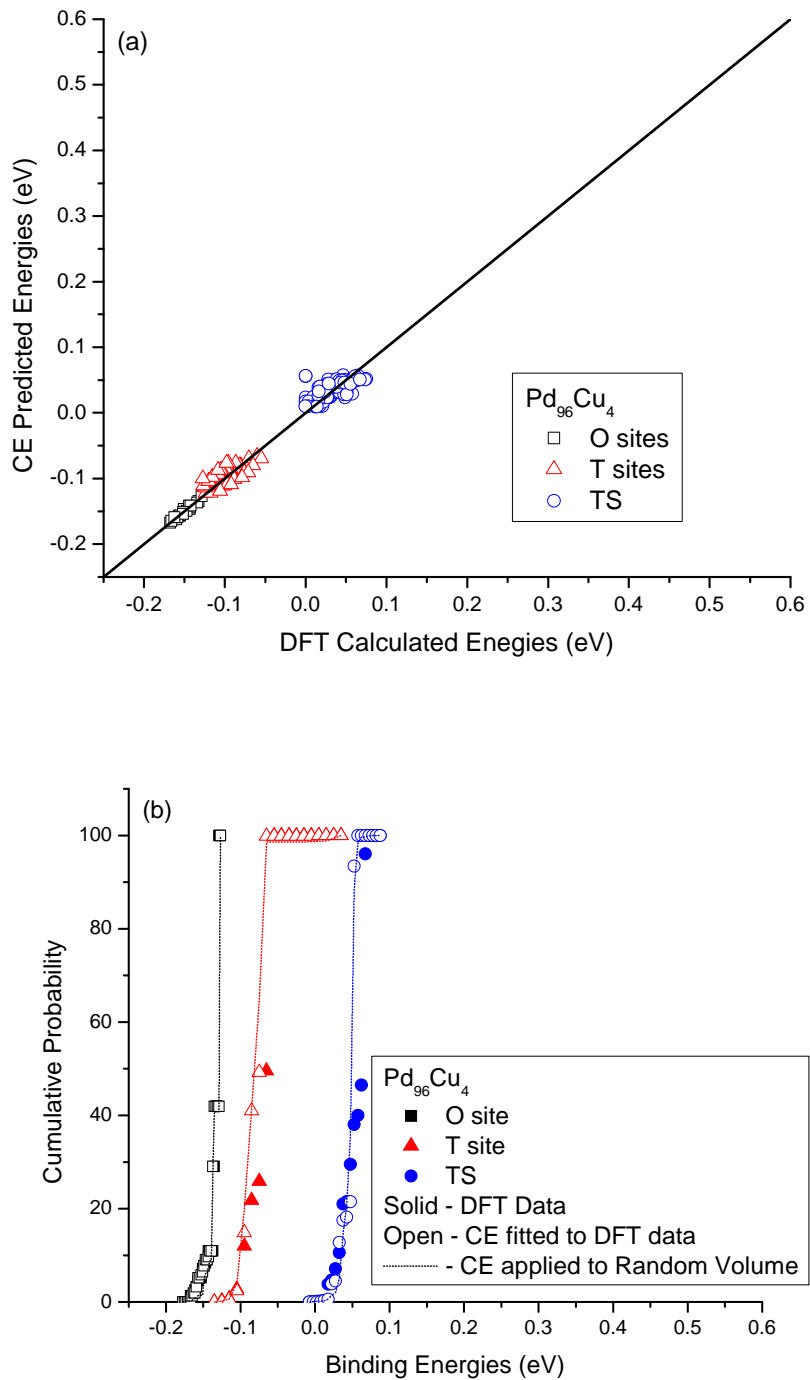 (a)
0.6
0.5
0.4
0.3
0.2
0.1
0.0
-0.1
-0.2
CE Predicted Energies (eV)
Pd96Cu4
O sites
T sites
TS
-0.2 -0.1 0.0 0.1 0.2 0.3 0.4 0.5 0.6
DFT Calculated Enegies (eV)
(b)
100
80
60
40
20
0
Cumulative Probability
Pd96Cu4
O site
T site
TS
Solid - DFT Data
Open - CE fitted to DFT data
- CE applied to Random Volume
-0.2 -0.1 0.0 0.1 0.2 0.3 0.4 0.5 0.6
Binding Energies (eV)